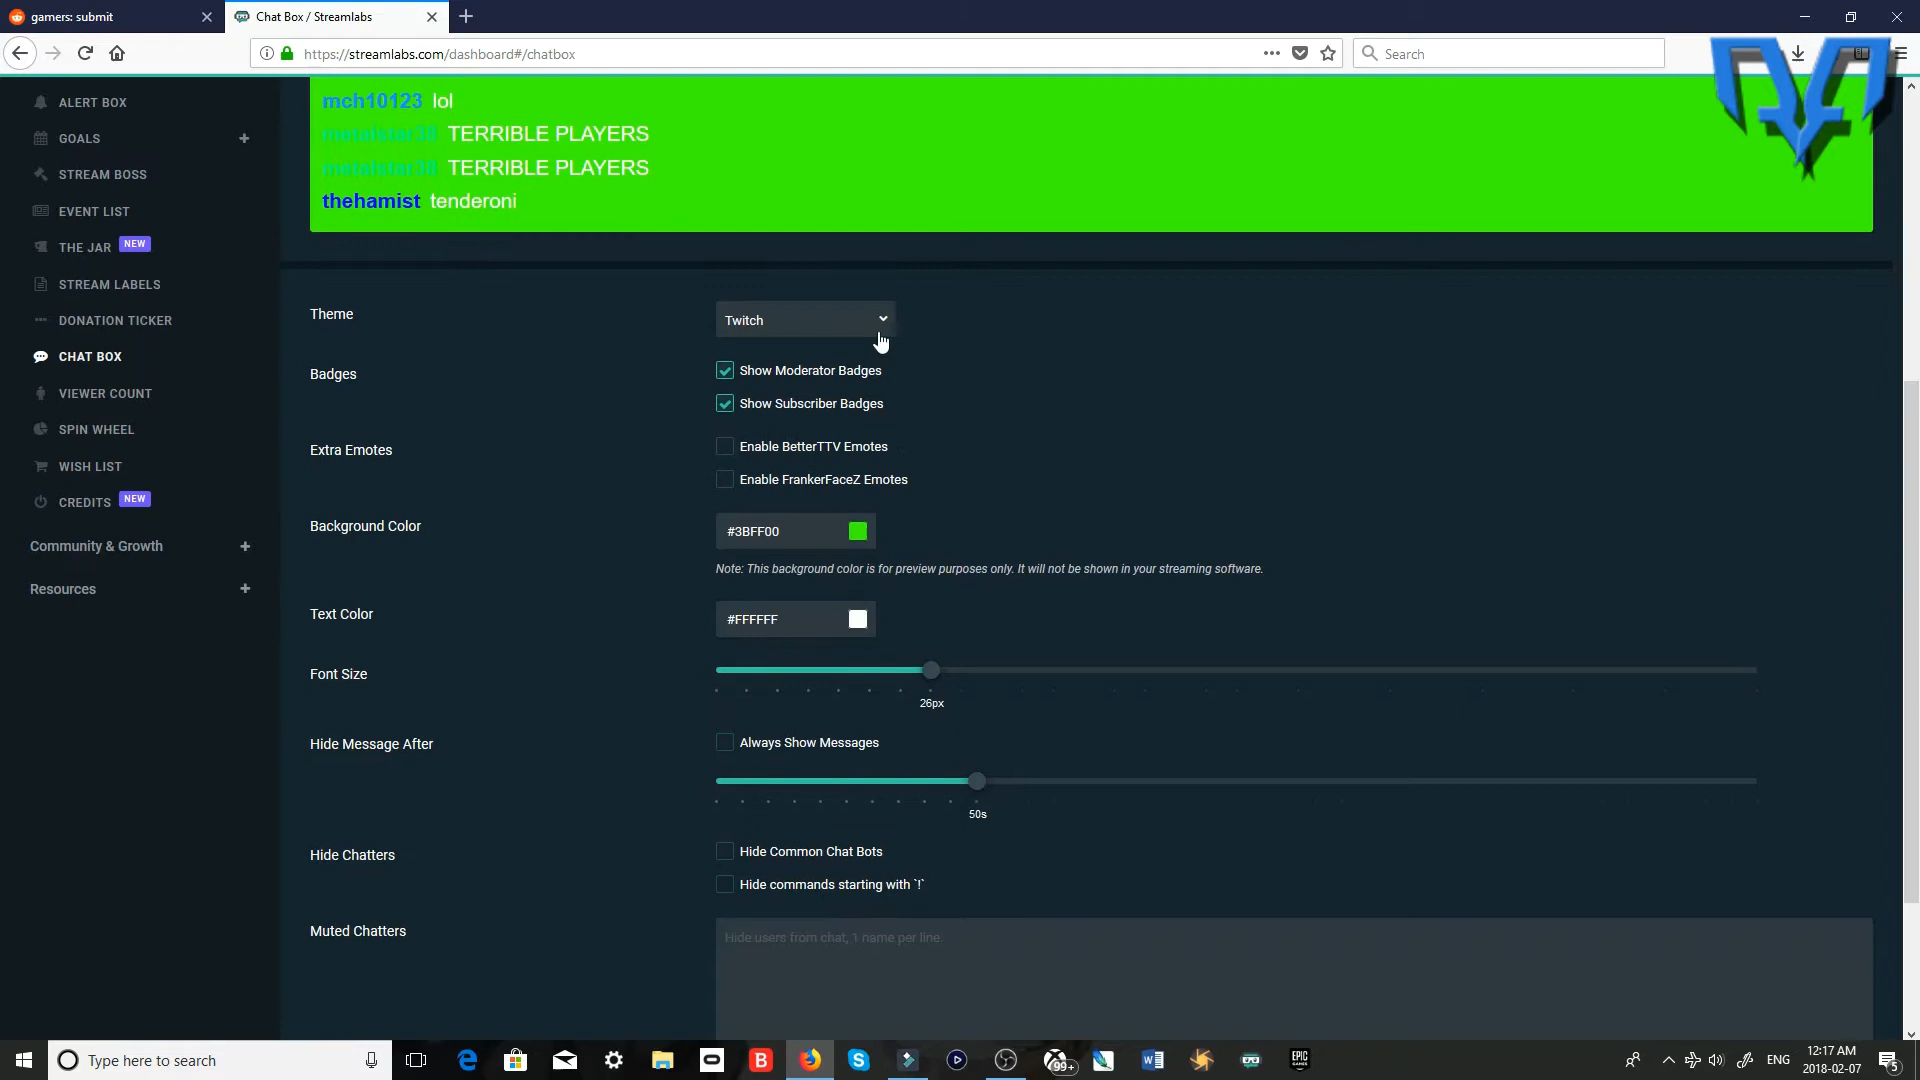 gamers: submit
Chat Box / Streamlabs
https://streamlabs.com/dashboard#/chatbox
Search
mch10123 lol
metalstar38 TERRIBLE PLAYERS
metalstar38 TERRIBLE PLAYERS
thehamist tenderoni
ALERT BOX
GOALS
STREAM BOSS
EVENT LIST
THE JAR NEW
STREAM LABELS
DONATION TICKER
CHAT BOX
VIEWER COUNT
SPIN WHEEL
WISH LIST
CREDITS NEW
Community & Growth
Resources
Theme
Twitch
Badges
Show Moderator Badges
Show Subscriber Badges
Extra Emotes
Enable BetterTTV Emotes
Enable FrankerFaceZ Emotes
Background Color
#3BFF00
Note: This background color is for preview purposes only. It will not be shown in your streaming software.
Text Color
#FFFFFF
Font Size
26px
Hide Message After
Always Show Messages
50s
Hide Chatters
Hide Common Chat Bots
Hide commands starting with `!`
Muted Chatters
Hide users from chat, 1 name per line.
Type here to search
B
99+
EPIC GAMES
ENG
12:17 AM
2018-02-07
5